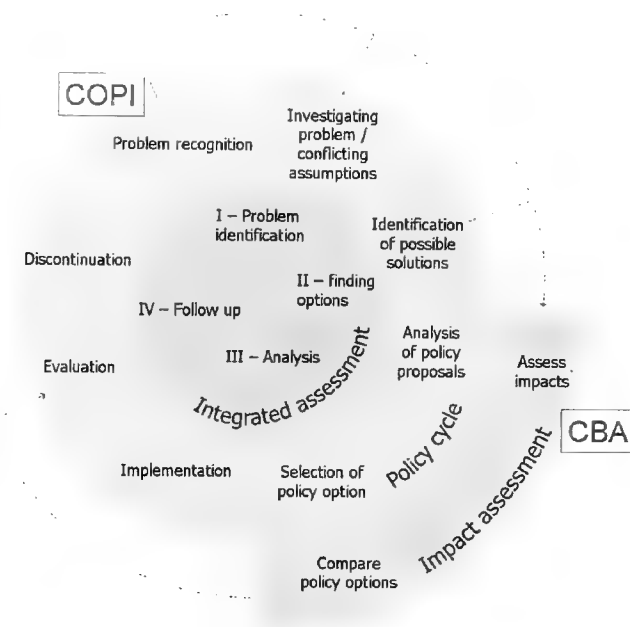 COPI
Investigating
problem /
conflicting
assumptions
Problem recognition
I – Problem
identification
Identification
of possible
solutions
Discontinuation
II – finding
options
IV – Follow up
Analysis
of policy
proposals
III – Analysis
Evaluation
Assess
impacts
Integrated assessment
Policy cycle
CBA
Impact assessment
Implementation
Selection of
policy option
Compare
policy options